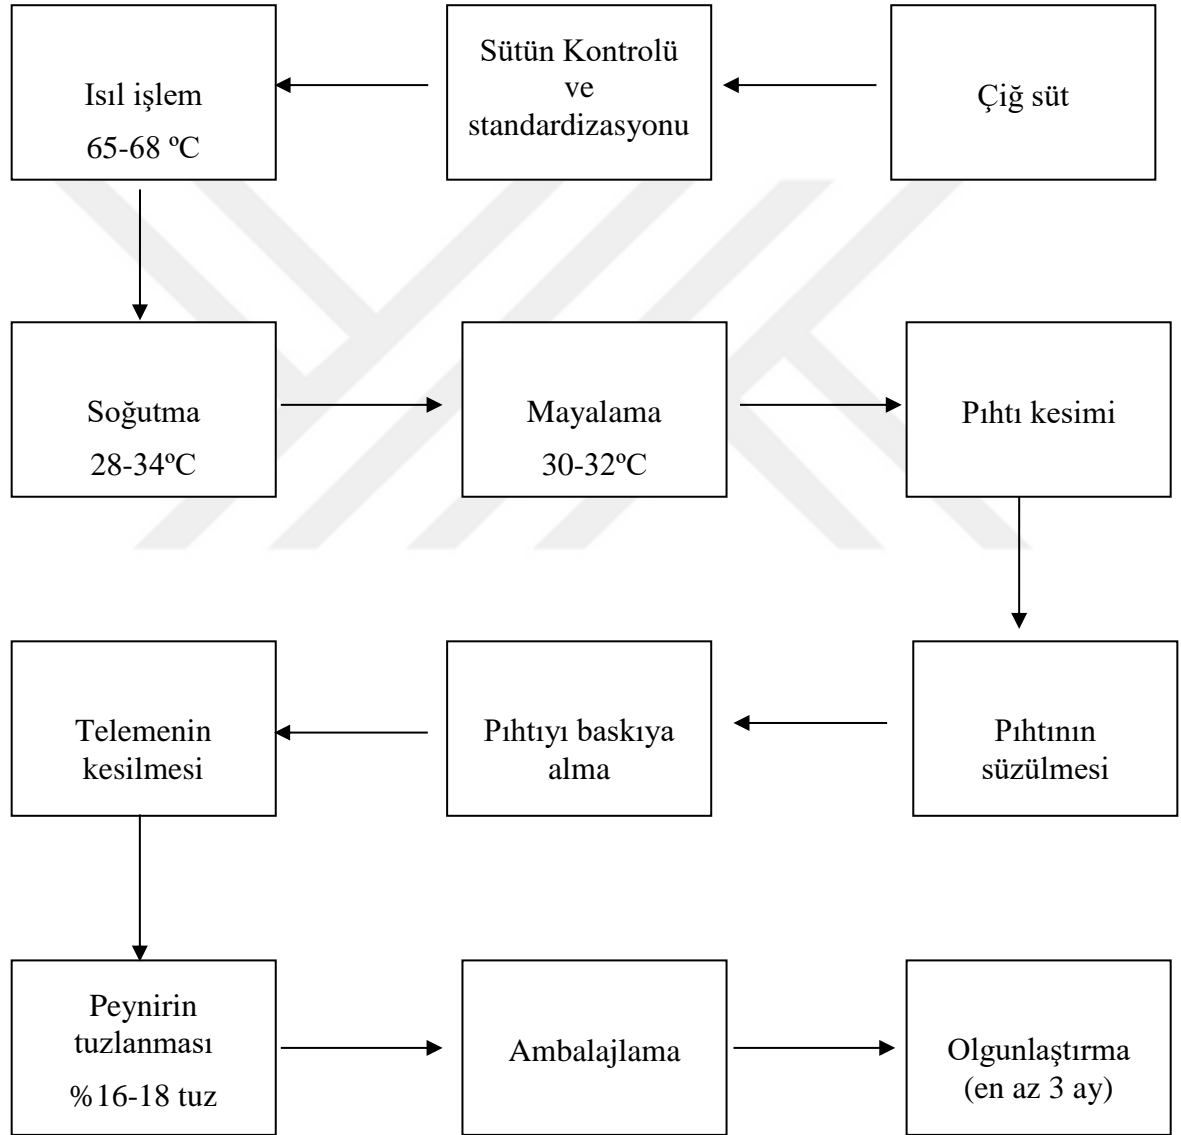 Çiğ süt
Sütün Kontrolü
ve
standardizasyonu
Isıl işlem
65-68 ºC
Soğutma
28-34ºC
Mayalama
30-32ºC
Pıhtı kesimi
Pıhtının
süzülmesi
Pıhtıyı baskıya
alma
Telemenin
kesilmesi
Peynirin
tuzlanması
%16-18 tuz
Ambalajlama
Olgunlaştırma
(en az 3 ay)